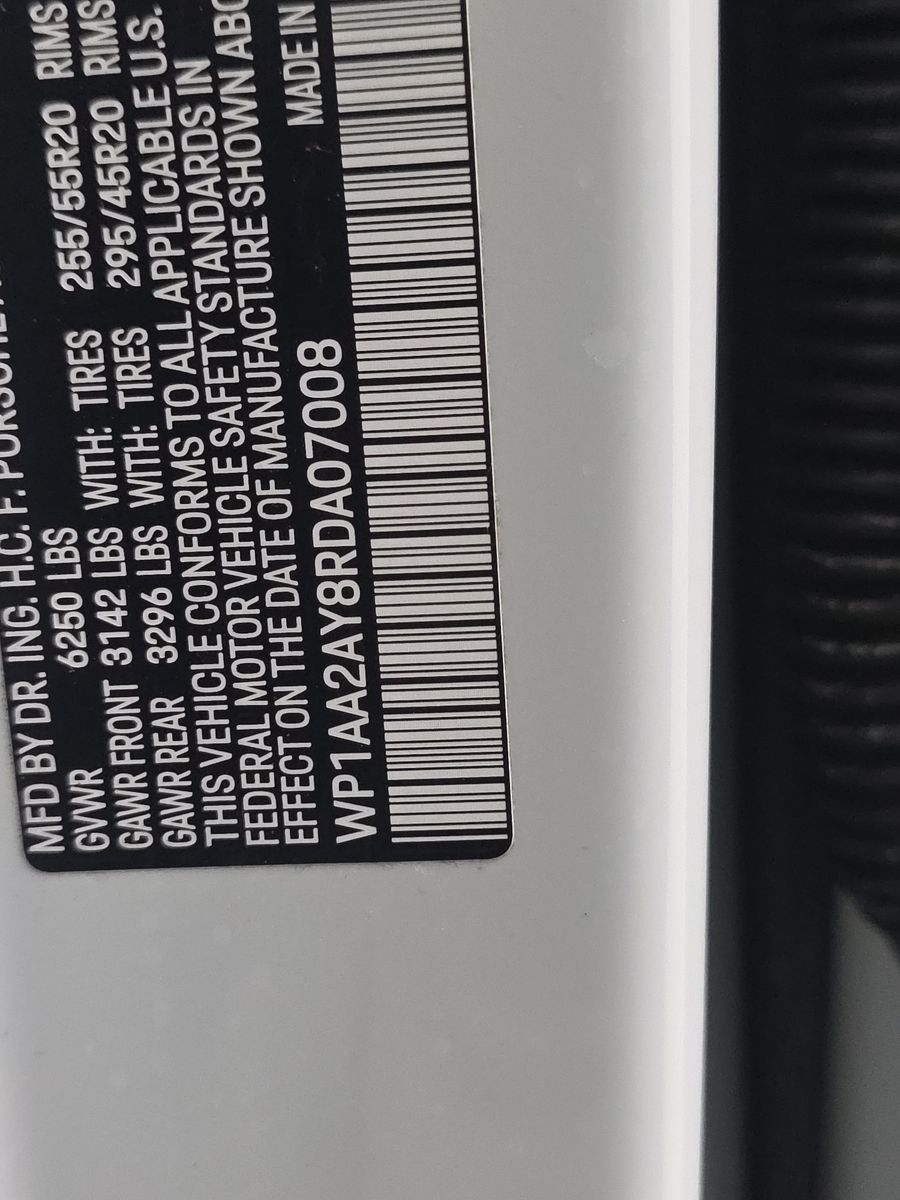 MFD BY DR. ING. H.C. F. PORSCHE
GVWR 6250 LBS
GAWR FRONT 3142 LBS WITH: TIRES 255/55R20 RIMS
GAWR REAR 3296 LBS WITH: TIRES 295/45R20 RIMS
THIS VEHICLE CONFORMS TO ALL APPLICABLE U.S.
FEDERAL MOTOR VEHICLE SAFETY STANDARDS IN
EFFECT ON THE DATE OF MANUFACTURE SHOWN ABO
MADE IN
WP1AA2AY8RDA07008